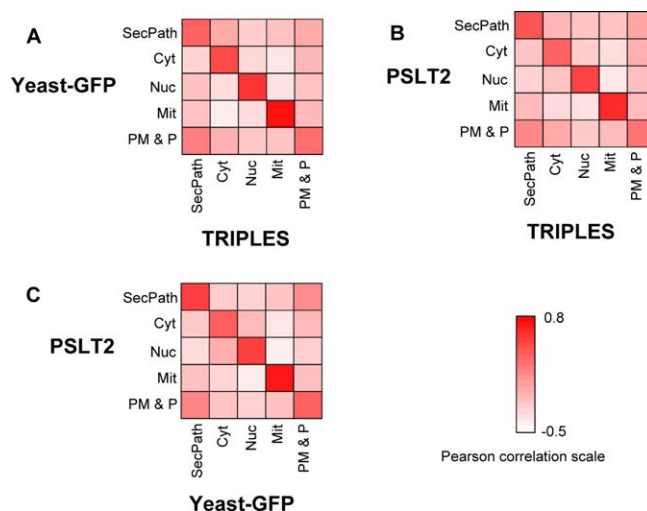 A
Yeast-GFP
SecPath
Cyt
Nuc
Mit
PM & P
SecPath
Cyt
Nuc
Mit
PM & P
TRIPLES
B
PSLT2
SecPath
Cyt
Nuc
Mit
PM & P
SecPath
Cyt
Nuc
Mit
PM & P
TRIPLES
C
PSLT2
SecPath
Cyt
Nuc
Mit
PM & P
SecPath
Cyt
Nuc
Mit
PM & P
Yeast-GFP
0.8
-0.5
Pearson correlation scale